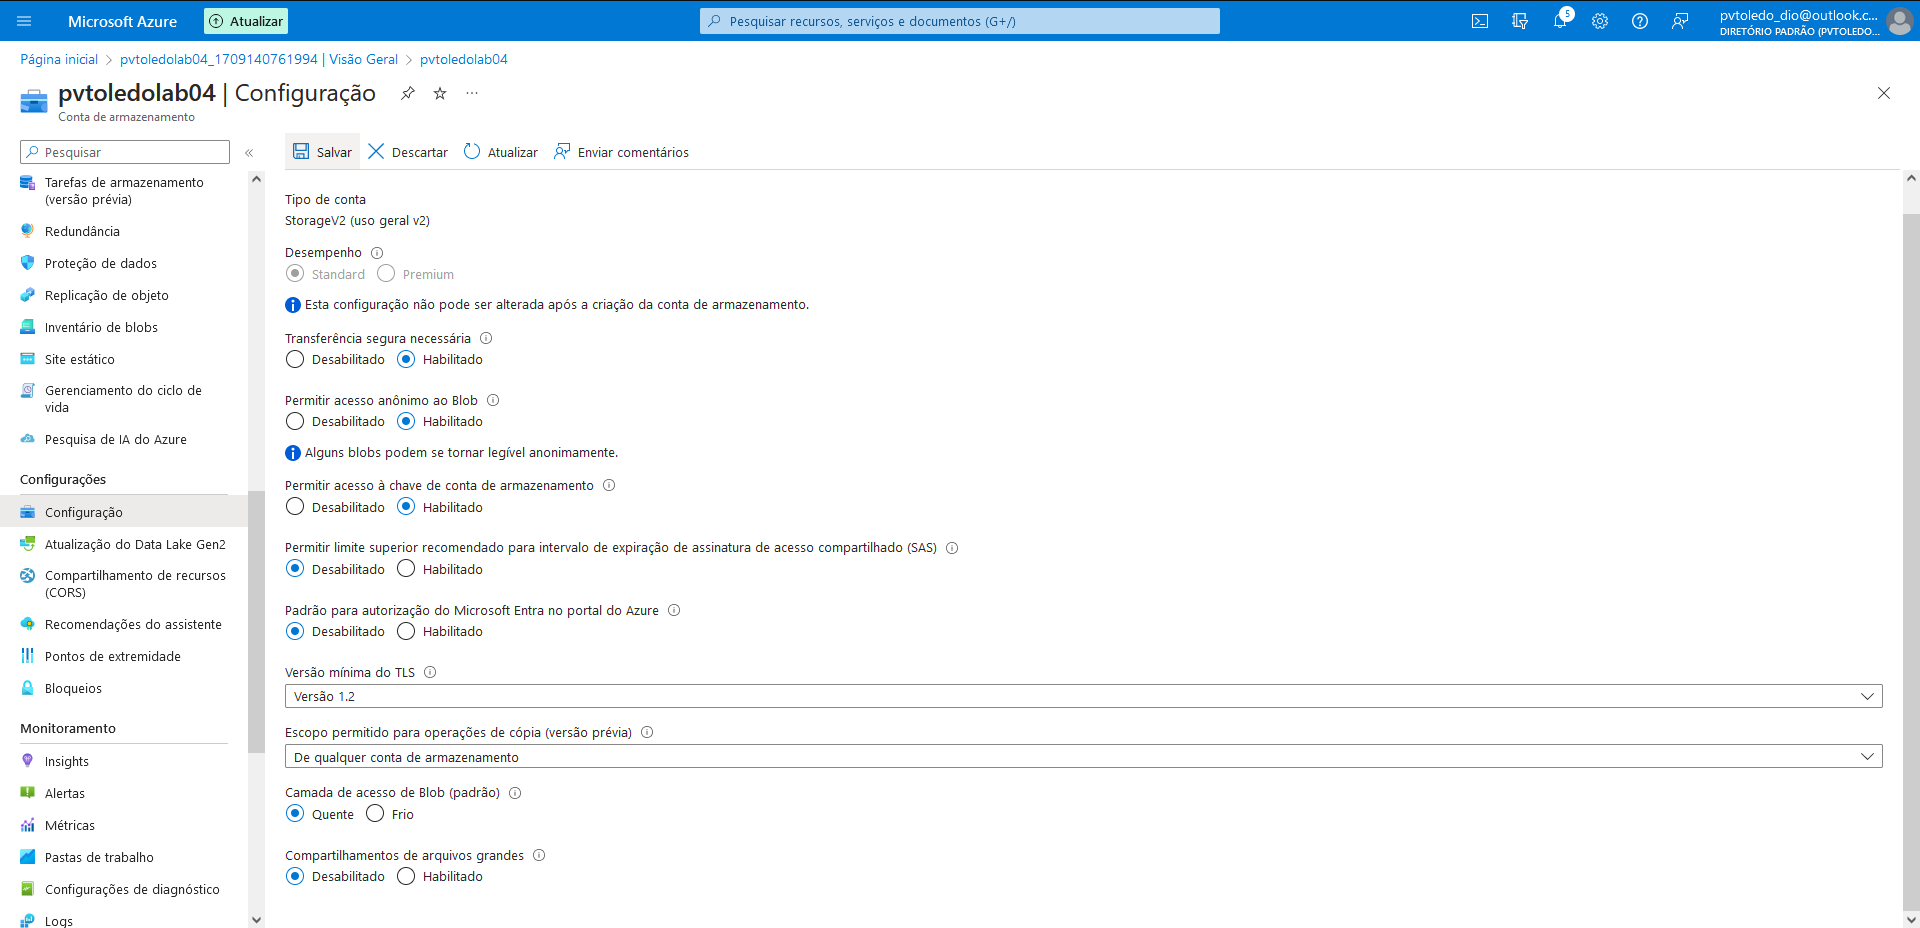 Microsoft Azure
Atualizar
Pesquisar recursos, serviços e documentos (G+/)
5
pvtoledo_dio@outlook.c...
DIRETÓRIO PADRÃO (PVTOLEDO...
Página inicial > pvtoledolab04_1709140761994 | Visão Geral > pvtoledolab04
pvtoledolab04 | Configuração
Conta de armazenamento
Pesquisar
Tarefas de armazenamento
(versão prévia)
Redundância
Proteção de dados
Replicação de objeto
Inventário de blobs
Site estático
Gerenciamento do ciclo de
vida
Pesquisa de IA do Azure
Configurações
Configuração
Atualização do Data Lake Gen2
Compartilhamento de recursos
(CORS)
Recomendações do assistente
Pontos de extremidade
Bloqueios
Monitoramento
Insights
Alertas
Métricas
Pastas de trabalho
Configurações de diagnóstico
Logs
Salvar Descartar Atualizar Enviar comentários
Tipo de conta
StorageV2 (uso geral v2)
Desempenho
Standard Premium
Esta configuração não pode ser alterada após a criação da conta de armazenamento.
Transferência segura necessária
Desabilitado Habilitado
Permitir acesso anônimo ao Blob
Desabilitado Habilitado
Alguns blobs podem se tornar legível anonimamente.
Permitir acesso à chave de conta de armazenamento
Desabilitado Habilitado
Permitir limite superior recomendado para intervalo de expiração de assinatura de acesso compartilhado (SAS)
Desabilitado Habilitado
Padrão para autorização do Microsoft Entra no portal do Azure
Desabilitado Habilitado
Versão mínima do TLS
Versão 1.2
Escopo permitido para operações de cópia (versão prévia)
De qualquer conta de armazenamento
Camada de acesso de Blob (padrão)
Quente Frio
Compartilhamentos de arquivos grandes
Desabilitado Habilitado